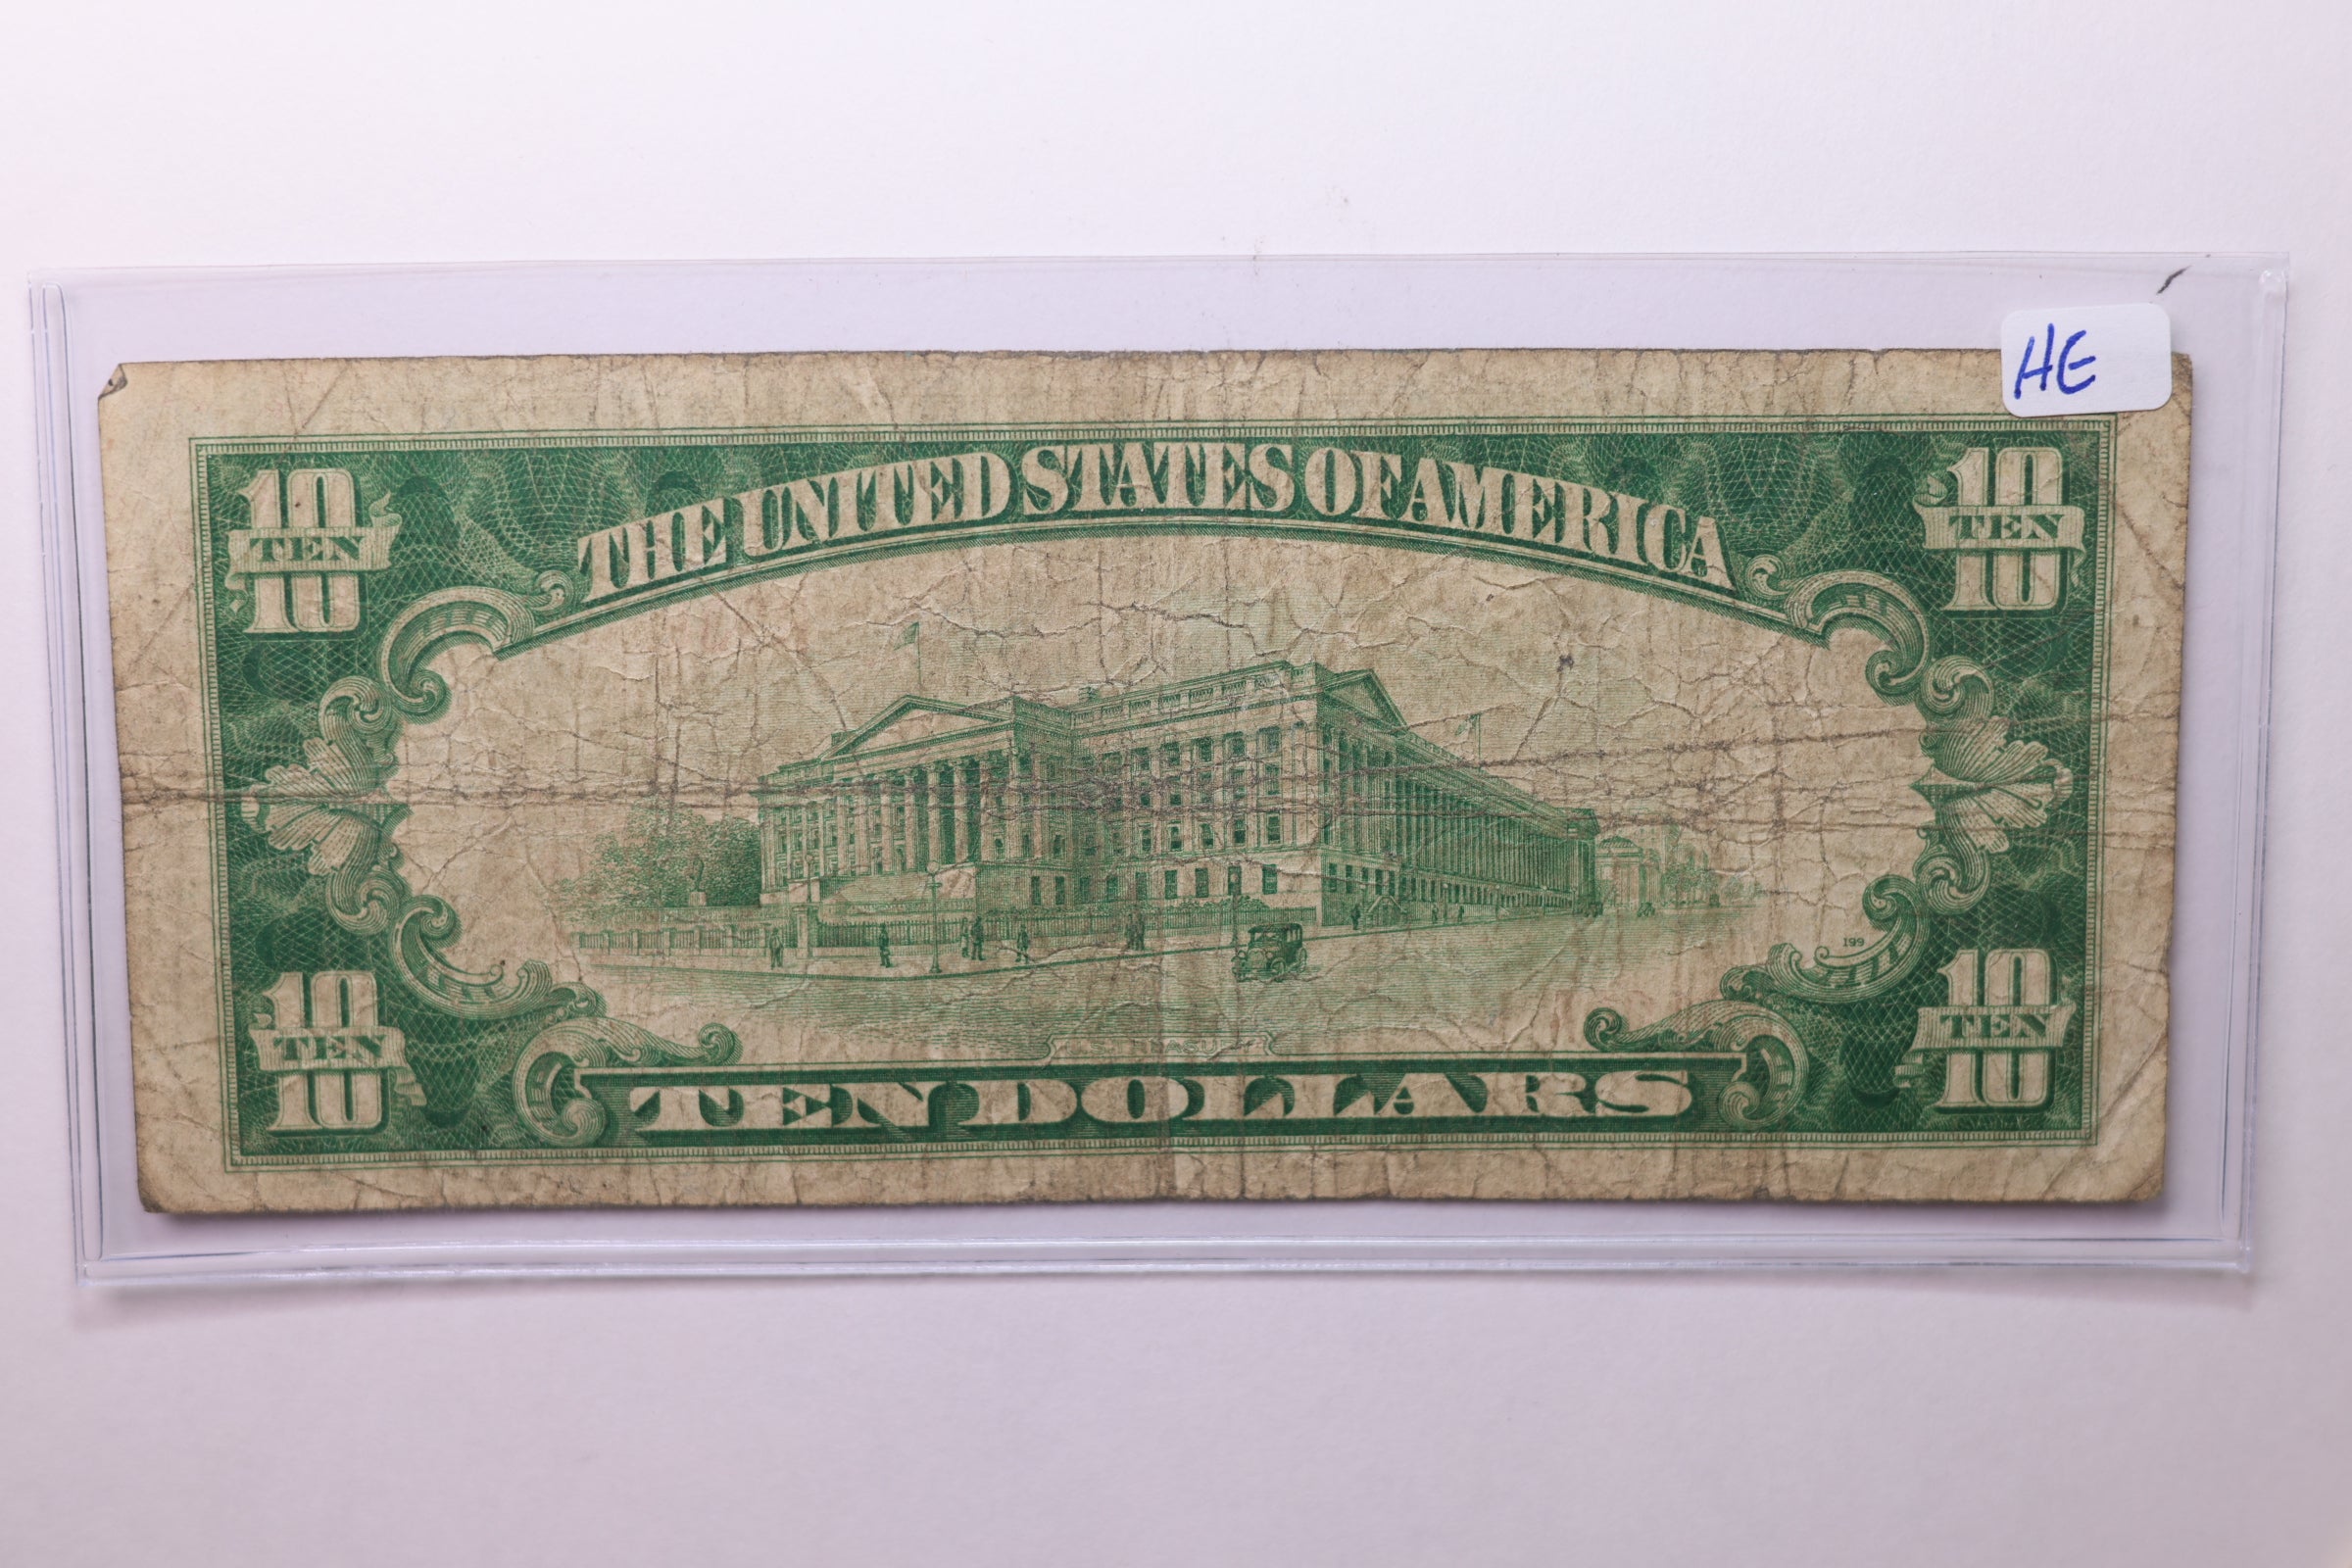 HE
THE UNITED STATES OF AMERICA
10 TEN 10
10 TEN 10
199
10 TEN 10
10 TEN 10
TEN DOLLARS